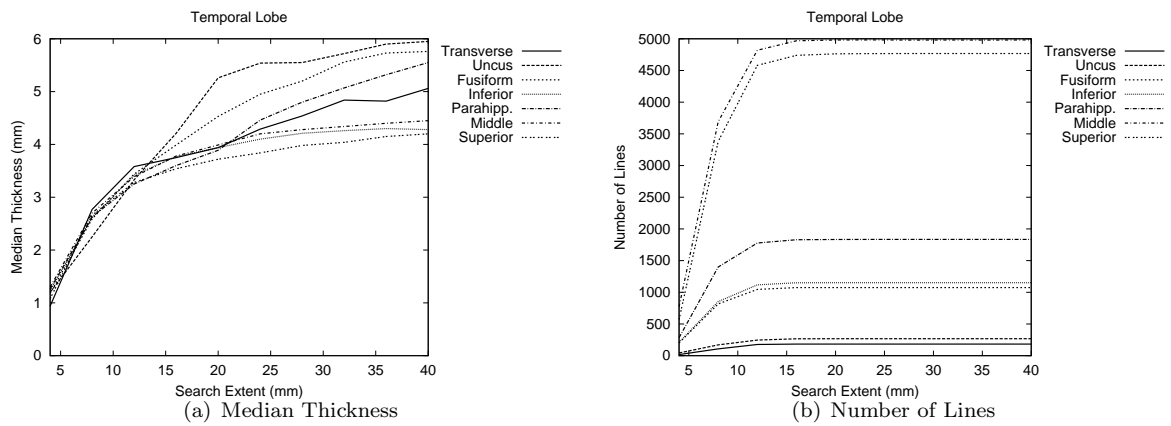 Temporal Lobe
6
5
4
3
2
1
0
Median Thickness (mm)
5 10 15 20 25 30 35 40
Search Extent (mm)
Transverse
Uncus
Fusiform
Inferior
Parahipp.
Middle
Superior
(a) Median Thickness
Temporal Lobe
5000
4500
4000
3500
3000
2500
2000
1500
1000
500
0
Number of Lines
5 10 15 20 25 30 35 40
Search Extent (mm)
Transverse
Uncus
Fusiform
Inferior
Parahipp.
Middle
Superior
(b) Number of Lines